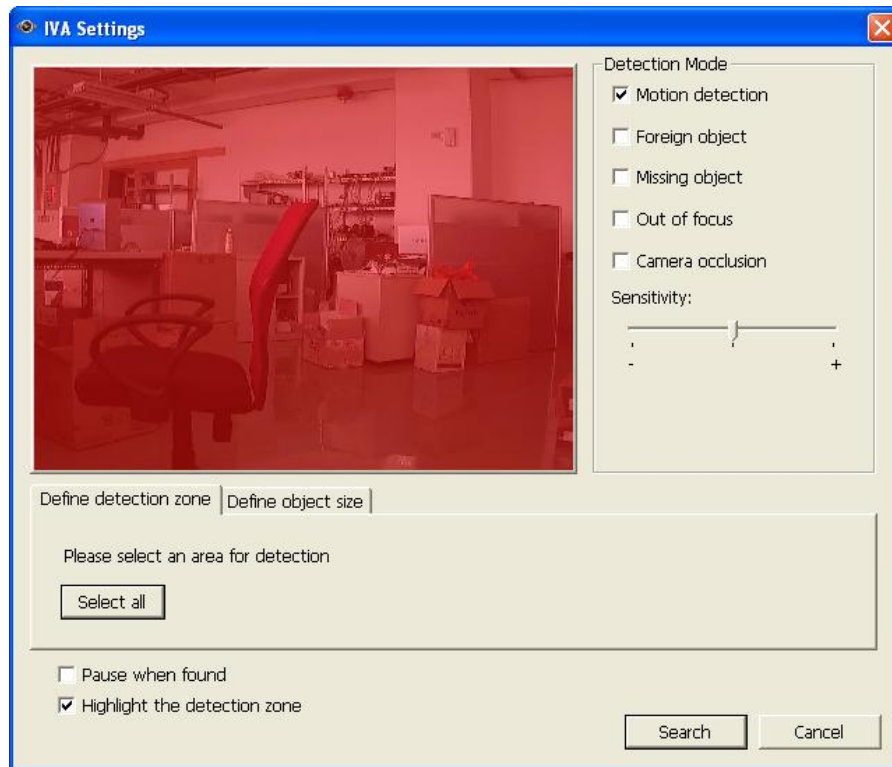 IVA Settings
Detection Mode
Motion detection
Foreign object
Missing object
Out of focus
Camera occlusion
Sensitivity:
- +
Define detection zone
Define object size
Please select an area for detection
Select all
Pause when found
Highlight the detection zone
Search
Cancel